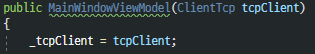 public MainWindowViewModel(ClientTcp tcpClient)
{
_tcpClient = tcpClient;